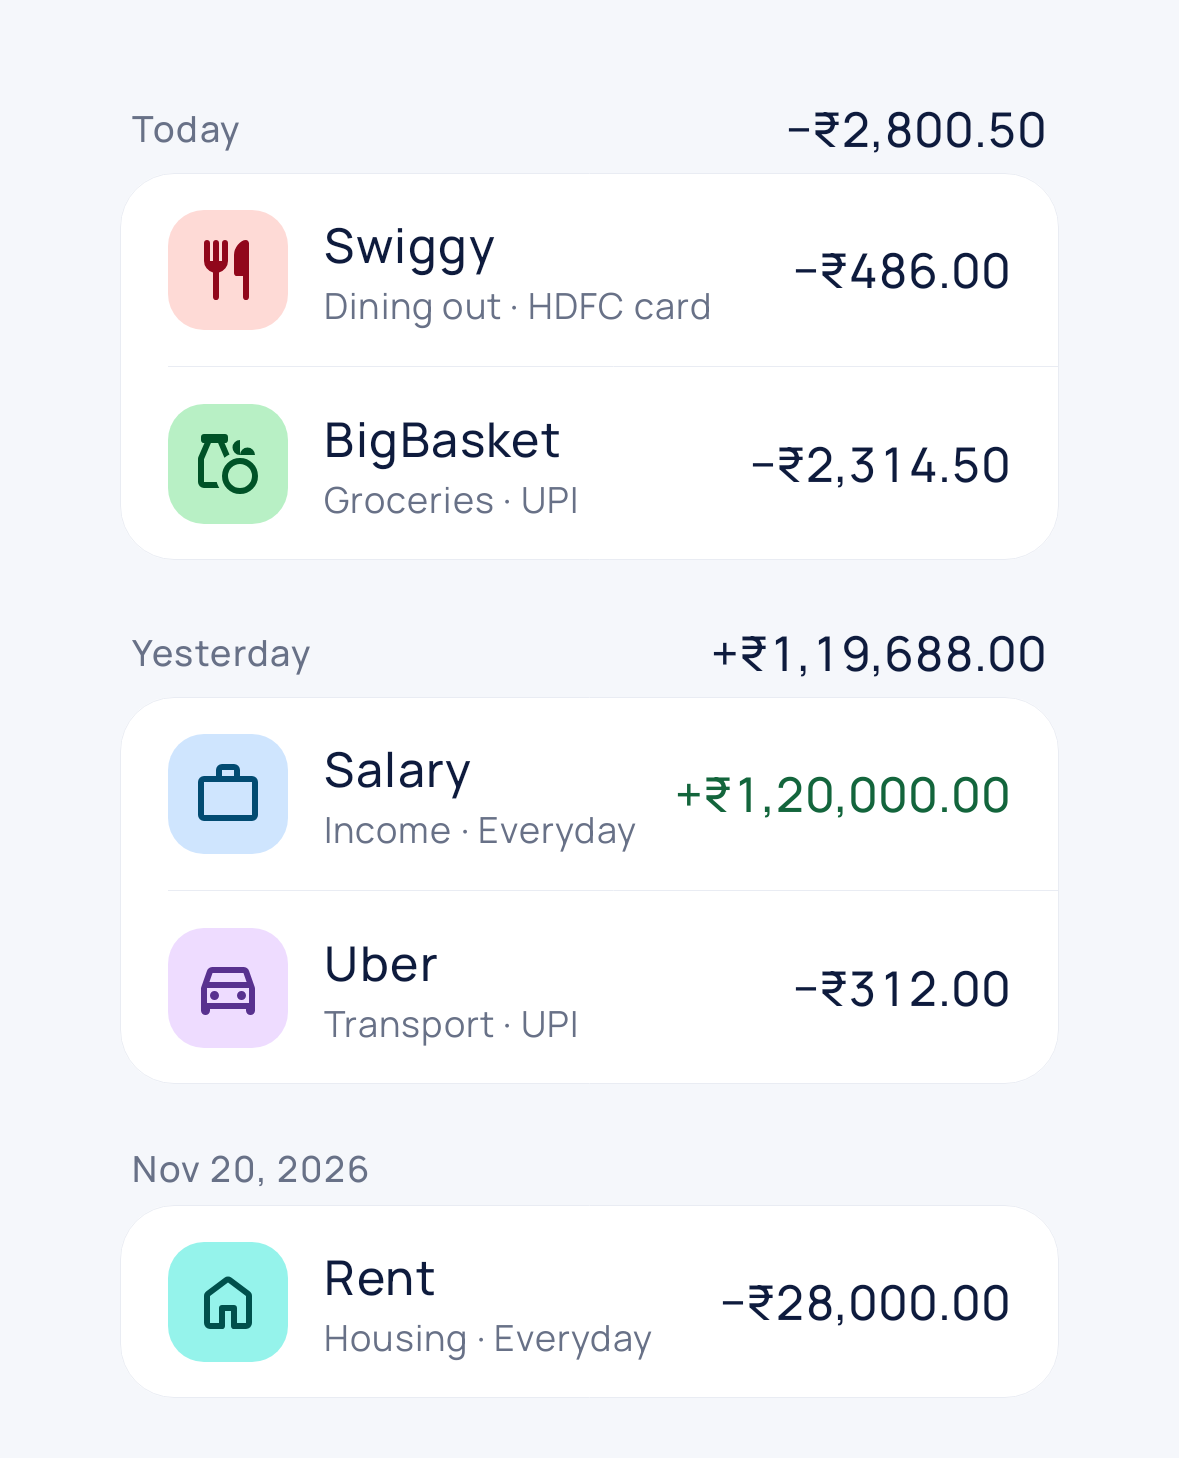 Today −₹2,800.50
Swiggy
Dining out · HDFC card
−₹486.00
BigBasket
Groceries · UPI
−₹2,314.50
Yesterday +₹1,19,688.00
Salary
Income · Everyday
+₹1,20,000.00
Uber
Transport · UPI
−₹312.00
Nov 20, 2026
Rent
Housing · Everyday
−₹28,000.00